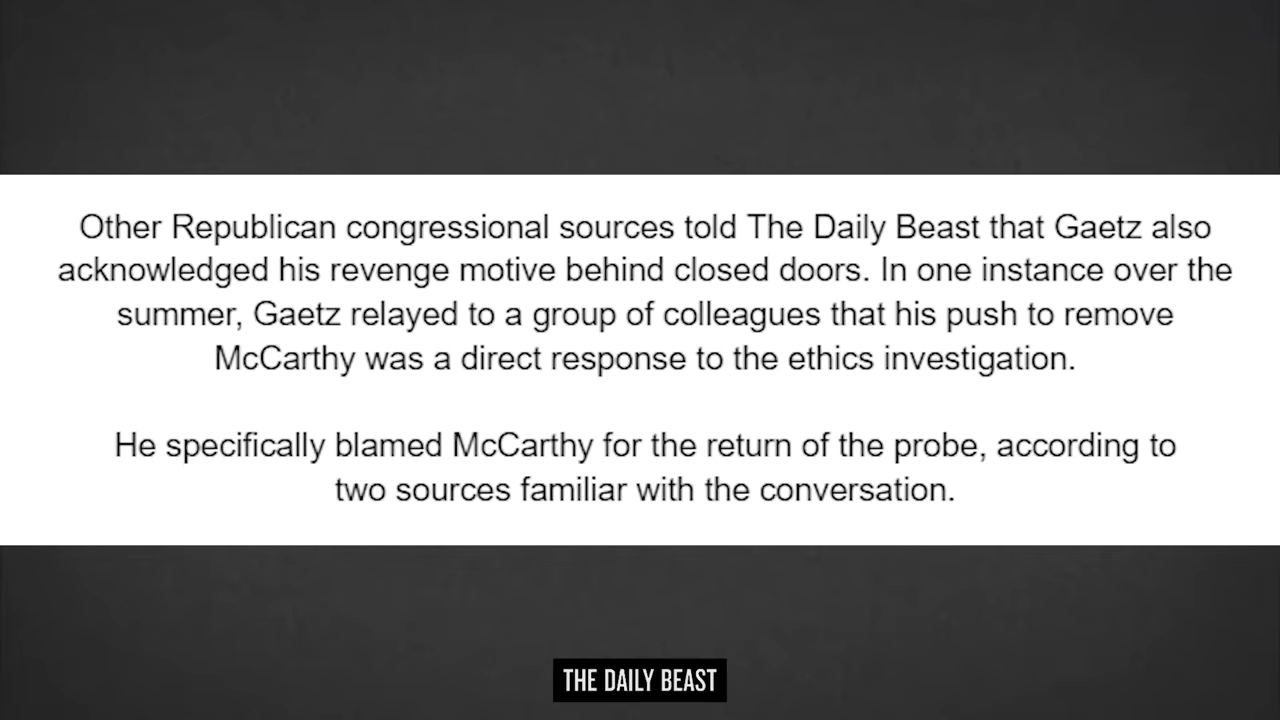 Other Republican congressional sources told The Daily Beast that Gaetz also
acknowledged his revenge motive behind closed doors. In one instance over the
summer, Gaetz relayed to a group of colleagues that his push to remove
McCarthy was a direct response to the ethics investigation.
He specifically blamed McCarthy for the return of the probe, according to
two sources familiar with the conversation.
THE DAILY BEAST